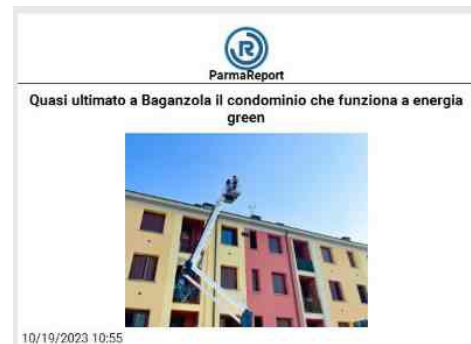 R
ParmaReport
Quasi ultimato a Baganzola il condominio che funziona a energia
green
10/19/2023 10:55